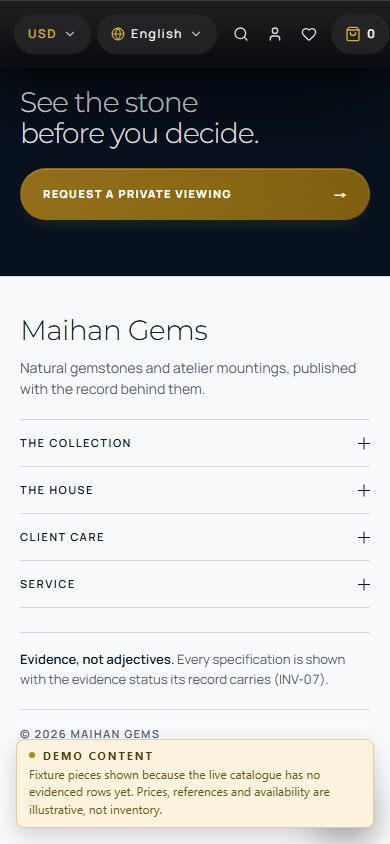 USD
English
0
See the stone
before you decide.
REQUEST A PRIVATE VIEWING →
Maihan Gems
Natural gemstones and atelier mountings, published
with the record behind them.
THE COLLECTION
THE HOUSE
CLIENT CARE
SERVICE
Evidence, not adjectives. Every specification is shown
with the evidence status its record carries (INV-07).
© 2026 MAIHAN GEMS
DEMO CONTENT
Fixture pieces shown because the live catalogue has no
evidenced rows yet. Prices, references and availability are
illustrative, not inventory.